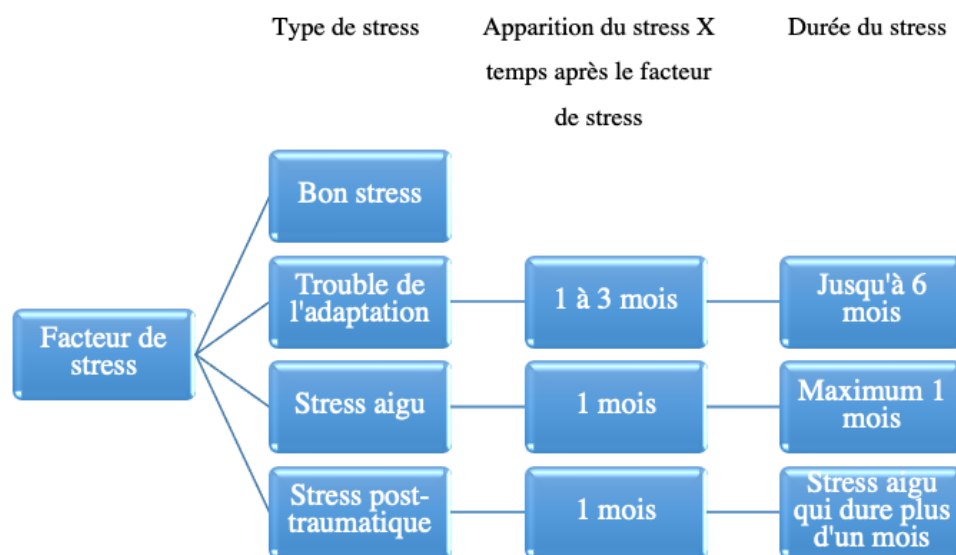 Type de stress
Apparition du stress X
temps après le facteur
de stress
Durée du stress
Facteur de
stress
Bon stress
Trouble de
l'adaptation
1 à 3 mois
Jusqu'à 6
mois
Stress aigu
1 mois
Maximum 1
mois
Stress post-
traumatique
1 mois
Stress aigu
qui dure plus
d'un mois